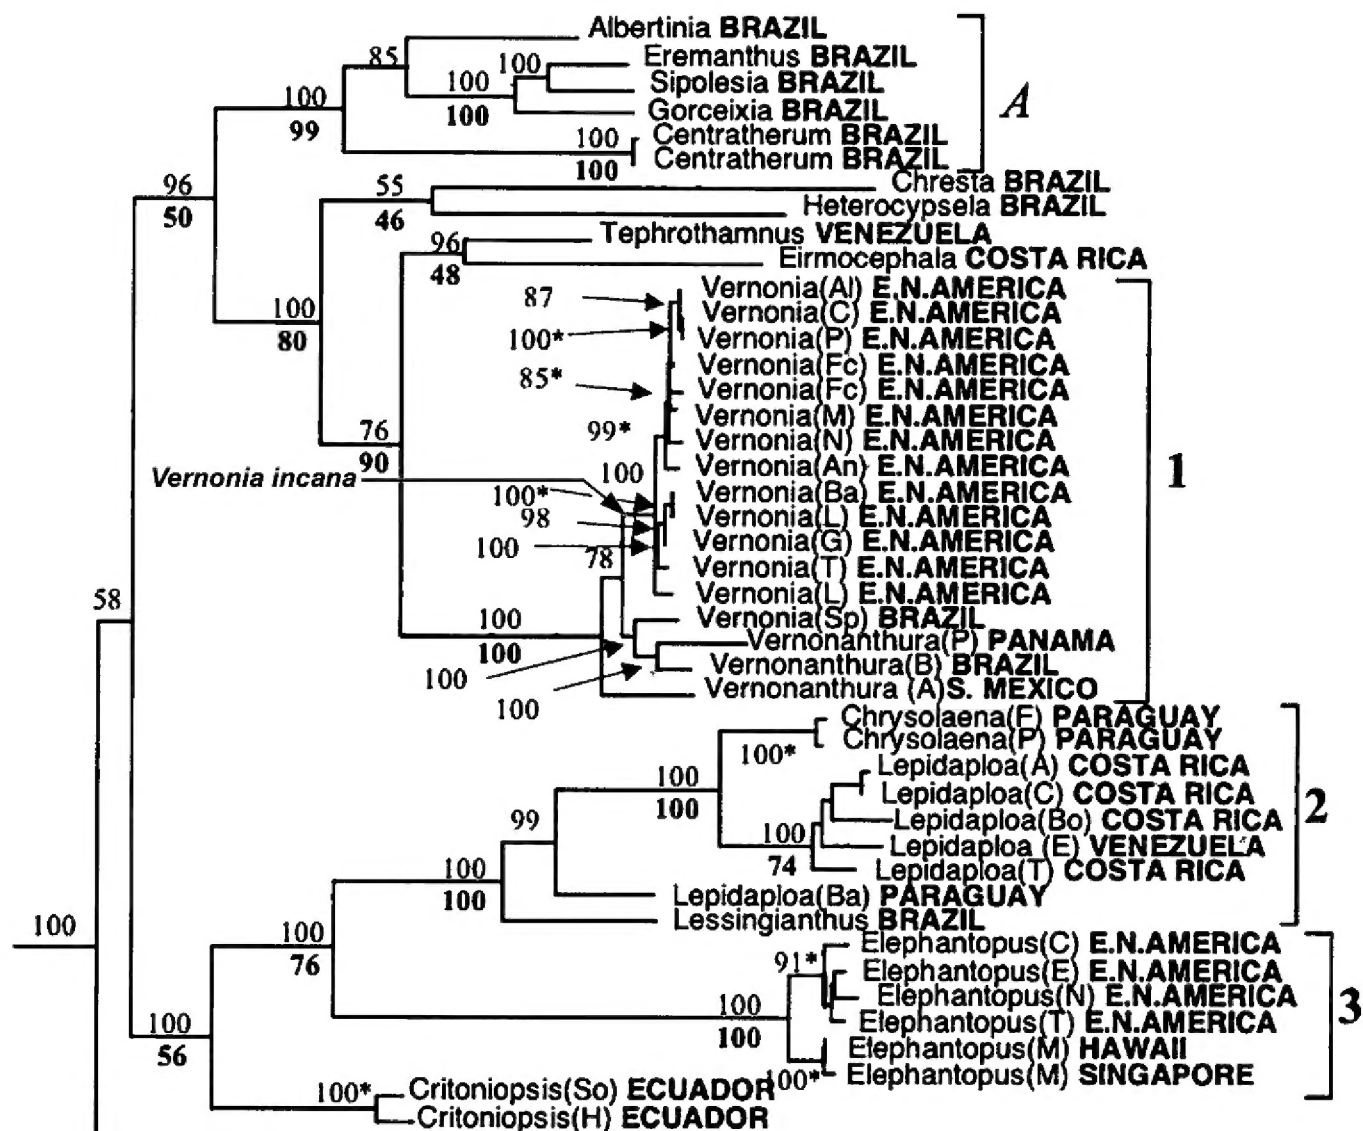 Albertinia BRAZIL
85
Eremanthus BRAZIL
100
Sipolesia BRAZIL
100
100
Gorceixia BRAZIL
A
100
99
Centratherum BRAZIL
100
Centratherum BRAZIL
100
Chresta BRAZIL
96
50
55
46
Heterocypsela BRAZIL
Tephrothamnus VENEZUELA
96
48
Eirmocephala COSTA RICA
Vernonia(Al) E.N.AMERICA
87
Vernonia(C) E.N.AMERICA
100
80
100*
Vernonia(P) E.N.AMERICA
Vernonia(Fc) E.N.AMERICA
85*
Vernonia(Fc) E.N.AMERICA
Vernonia(M) E.N.AMERICA
76
90
99*
Vernonia(N) E.N.AMERICA
Vernonia(An) E.N.AMERICA
1
Vernonia incana
100
100*
Vernonia(Ba) E.N.AMERICA
98
Vernonia(L) E.N.AMERICA
100
Vernonia(G) E.N.AMERICA
78
Vernonia(T) E.N.AMERICA
58
Vernonia(L) E.N.AMERICA
100
100
Vernonia(Sp) BRAZIL
Vernonanthura(P) PANAMA
100
Vernonanthura(B) BRAZIL
100
Vernonanthura (A)S. MEXICO
Chrysolaena(F) PARAGUAY
100*
Chrysolaena(P) PARAGUAY
Lepidaploa(A) COSTA RICA
100
100
Lepidaploa(C) COSTA RICA
2
99
Lepidaploa(Bo) COSTA RICA
100
74
Lepidaploa (E) VENEZUELA
Lepidaploa(T) COSTA RICA
100
100
Lepidaploa(Ba) PARAGUAY
Lessingianthus BRAZIL
100
100
76
Elephantopus(C) E.N.AMERICA
91*
Elephantopus(E) E.N.AMERICA
Elephantopus(N) E.N.AMERICA
3
100
100
Elephantopus(T) E.N.AMERICA
100
56
Elephantopus(M) HAWAII
100*
Elephantopus(M) SINGAPORE
100*
Critoniopsis(So) ECUADOR
Critoniopsis(H) ECUADOR